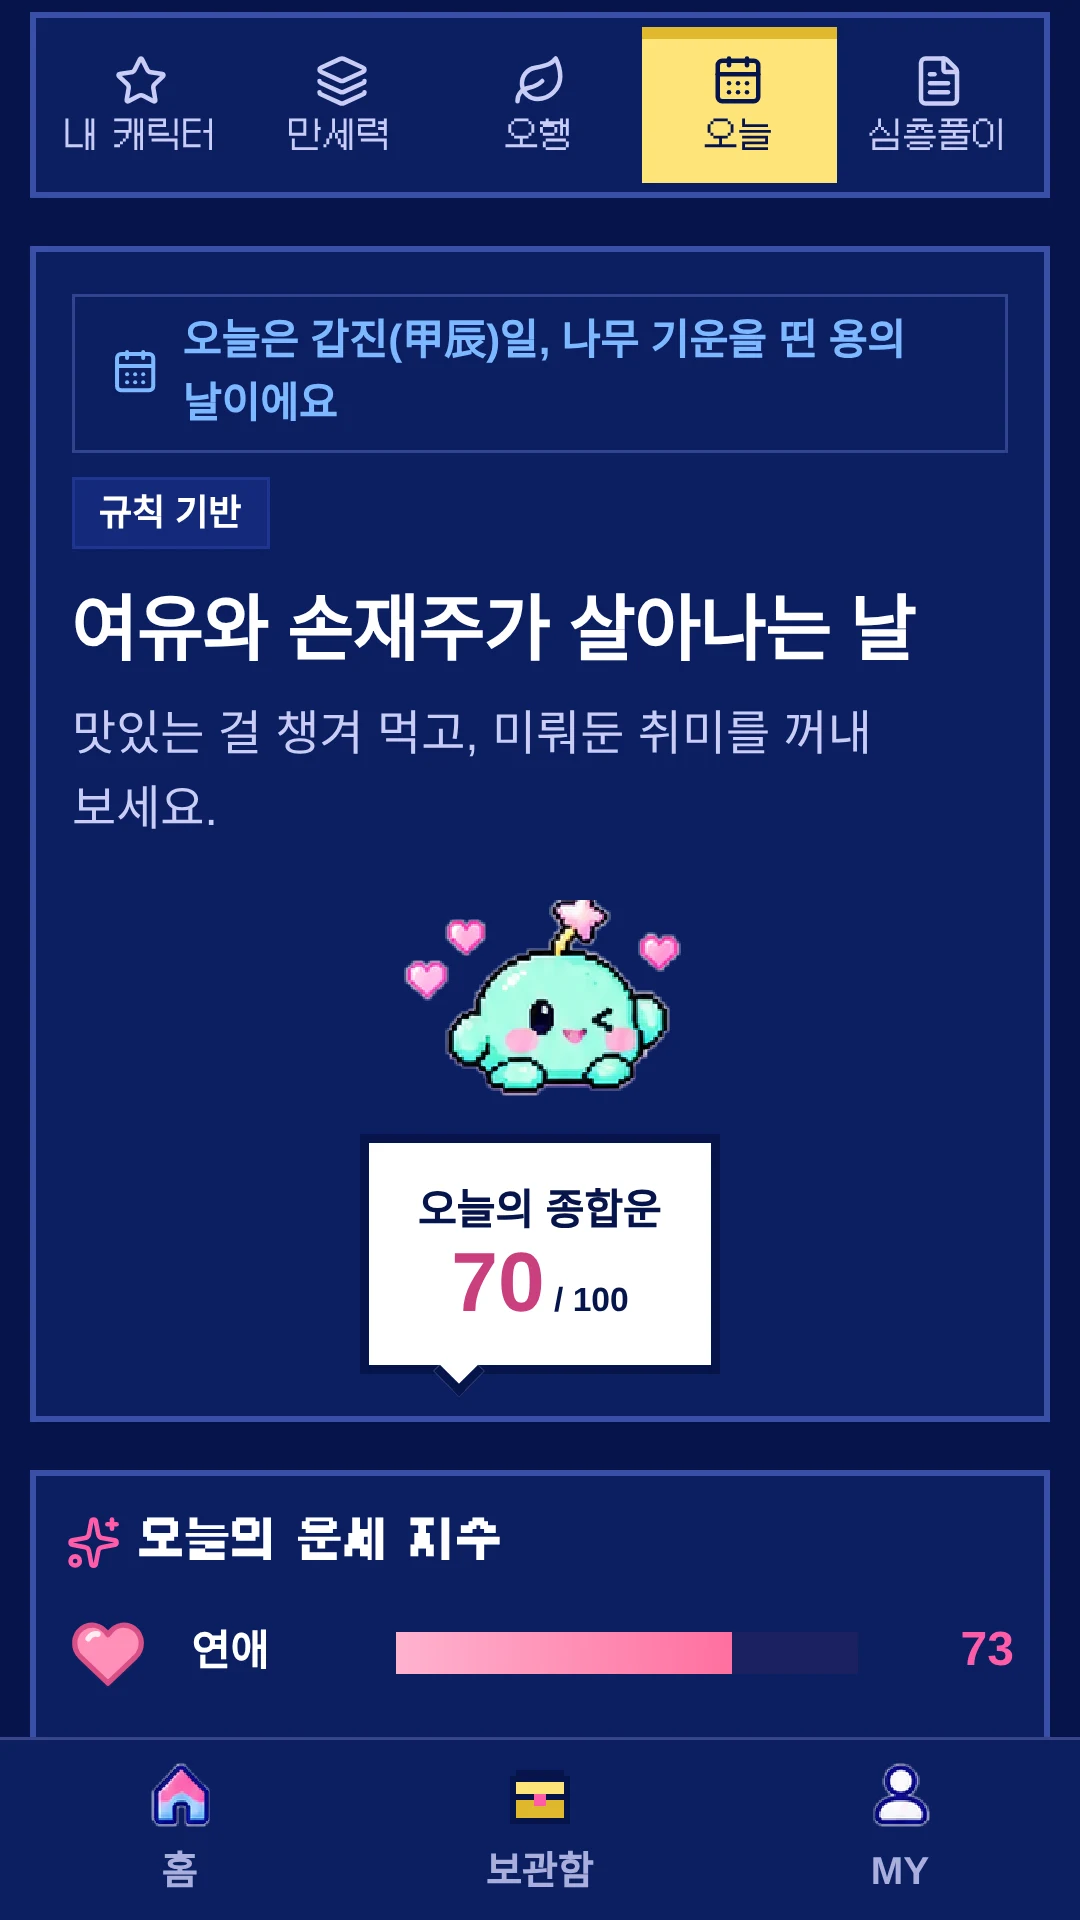 내 캐릭터
만세력
오행
오늘
심층풀이
오늘은 갑진(甲辰)일, 나무 기운을 띤 용의
날이에요
규칙 기반
여유와 손재주가 살아나는 날
맛있는 걸 챙겨 먹고, 미뤄둔 취미를 꺼내
보세요.
오늘의 종합운
70 / 100
오늘의 운세 지수
연애 73
홈
보관함
MY